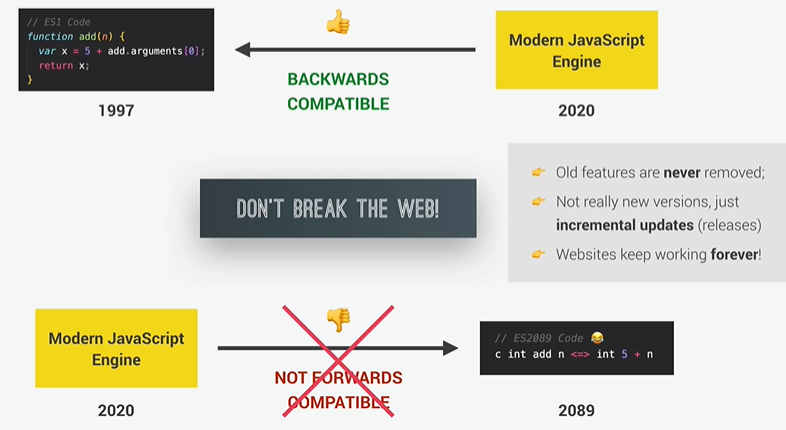 // ES1 Code
function add(n) {
var x = 5 + add.arguments[0];
return x;
}
1997
BACKWARDS
COMPATIBLE
Modern JavaScript
Engine
2020
DON'T BREAK THE WEB!
Old features are never removed;
Not really new versions, just
incremental updates (releases)
Websites keep working forever!
Modern JavaScript
Engine
2020
NOT FORWARDS
COMPATIBLE
// ES2089 Code 😂
c int add n <=> int 5 + n
2089